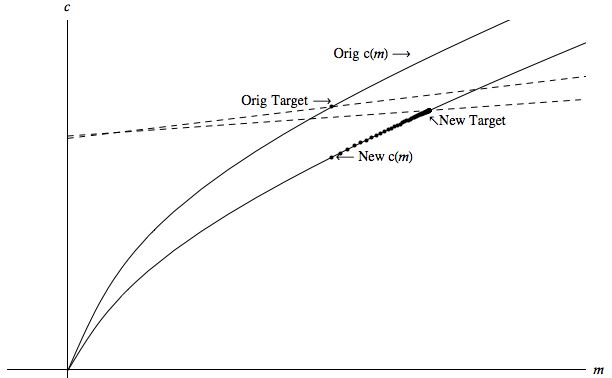 c
Orig c(m) →
Orig Target →
↖New Target
← New c(m)
m